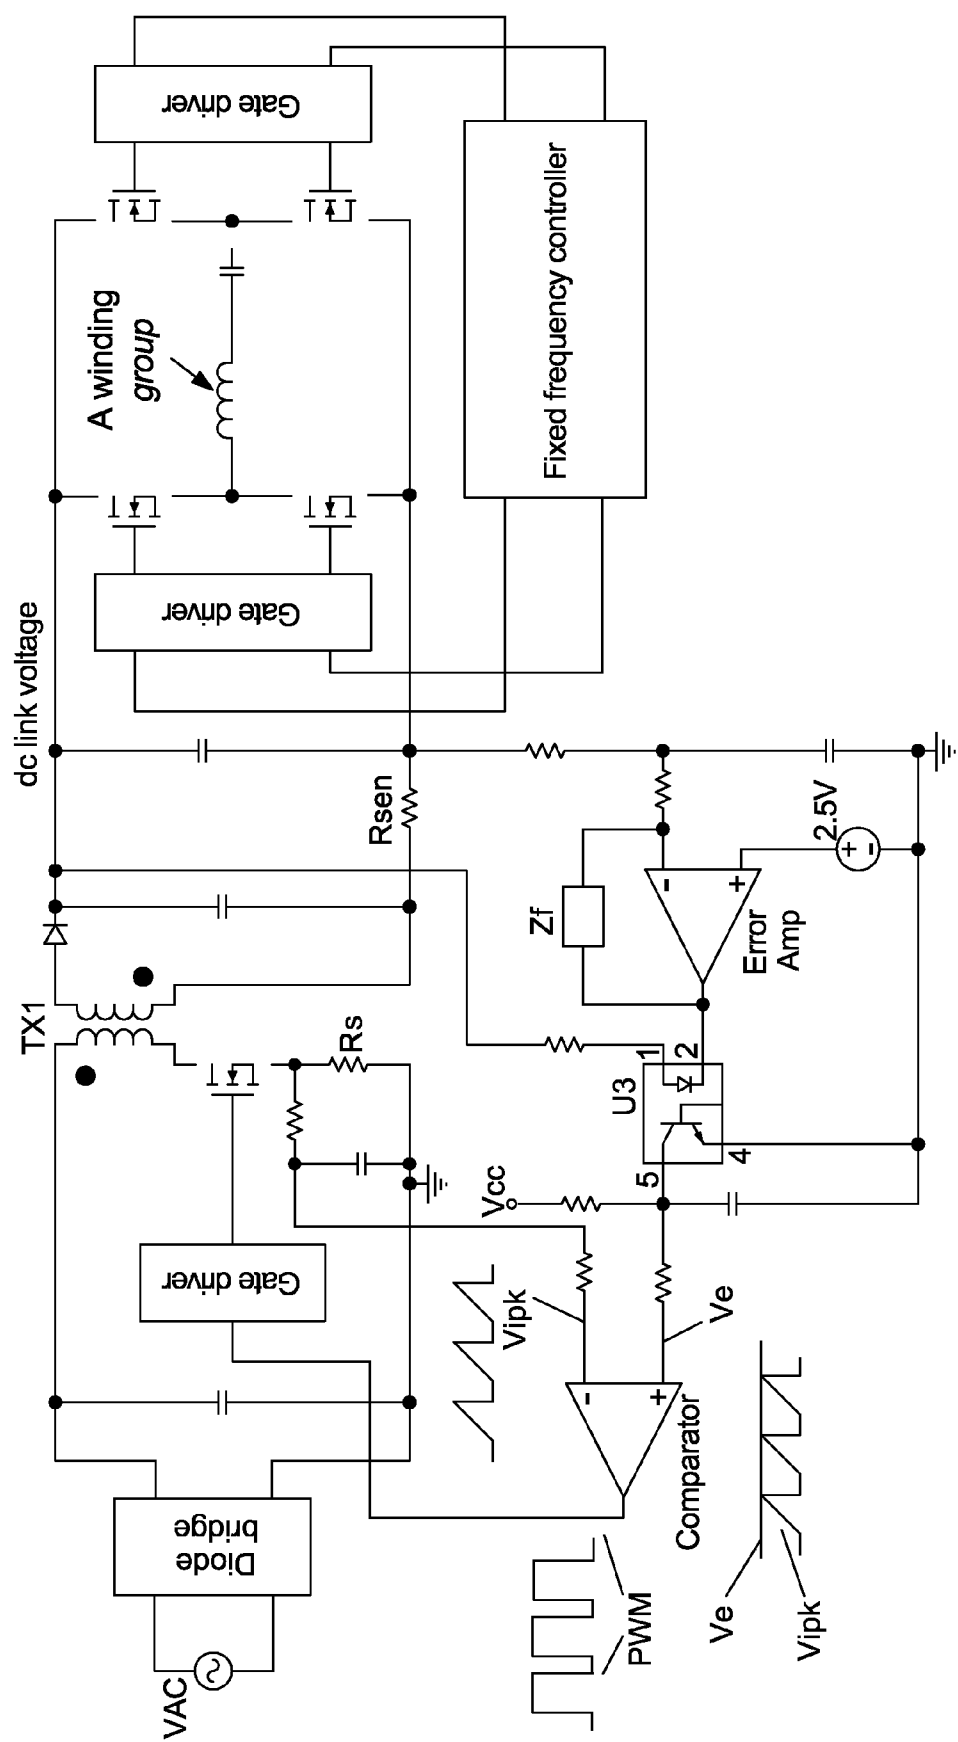 VAC
Diode
bridge
Gate driver
TX1
Rs
dc link voltage
Rsen
Gate driver
A winding
group
Gate driver
Fixed frequency controller
PWM
Vipk
-
+
Comparator
Ve
Vcc
5
4
U3
1
2
Zf
-
+
Error
Amp
2.5V
+
-
Ve
Vipk